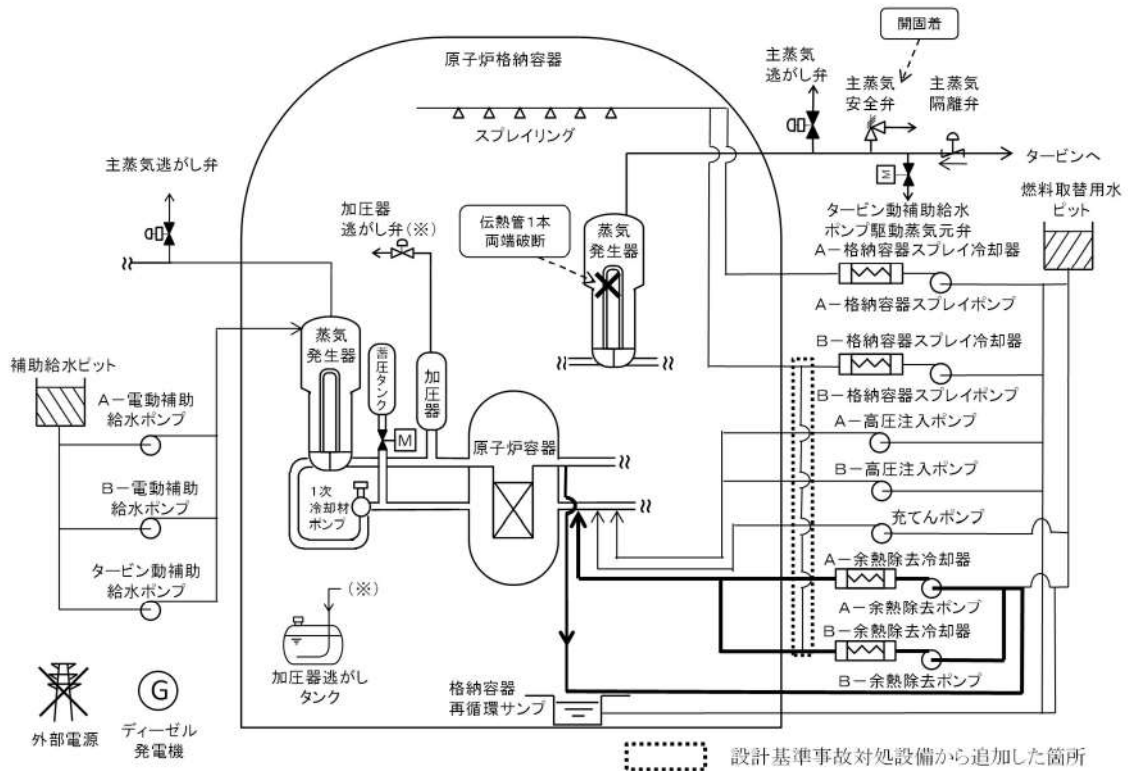 開固着
原子炉格納容器
主蒸気
逃がし弁
主蒸気
安全弁
主蒸気
隔離弁
スプレイリング
タービンへ
主蒸気逃がし弁
加圧器
逃がし弁(※)
伝熱管1本
両端破断
蒸気
発生器
M
タービン動補助給水
ポンプ駆動蒸気元弁
燃料取替用水
ピット
A-格納容器スプレイ冷却器
A-格納容器スプレイポンプ
蒸気
発生器
蓄圧タンク
加圧器
補助給水ピット
B-格納容器スプレイ冷却器
B-格納容器スプレイポンプ
A-電動補助
給水ポンプ
M
原子炉容器
A-高圧注入ポンプ
B-高圧注入ポンプ
B-電動補助
給水ポンプ
1次
冷却材
ポンプ
充てんポンプ
タービン動補助
給水ポンプ
A-余熱除去冷却器
A-余熱除去ポンプ
(※)
B-余熱除去冷却器
B-余熱除去ポンプ
加圧器逃がし
タンク
格納容器
再循環サンプ
外部電源
G
ディーゼル
発電機
設計基準事故対処設備から追加した箇所